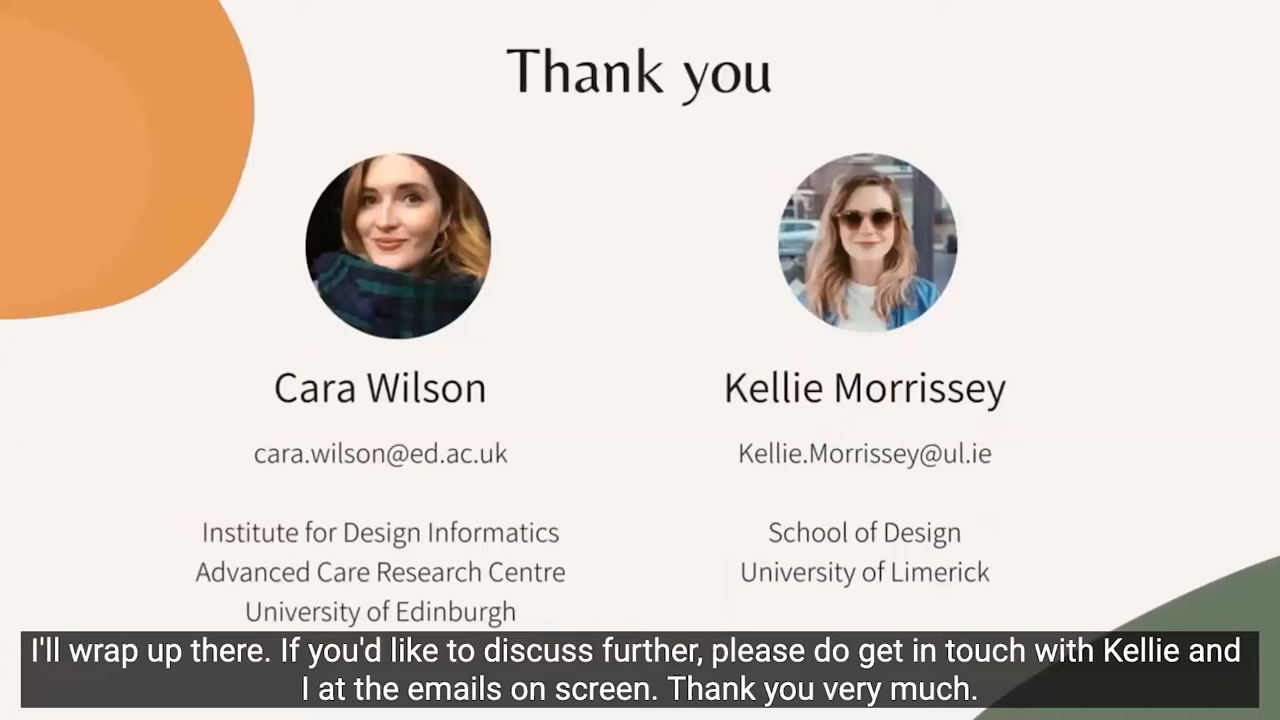 Thank you
Cara Wilson
cara.wilson@ed.ac.uk
Institute for Design Informatics
Advanced Care Research Centre
University of Edinburgh
Kellie Morrissey
Kellie.Morrissey@ul.ie
School of Design
University of Limerick
I'll wrap up there. If you'd like to discuss further, please do get in touch with Kellie and
I at the emails on screen. Thank you very much.